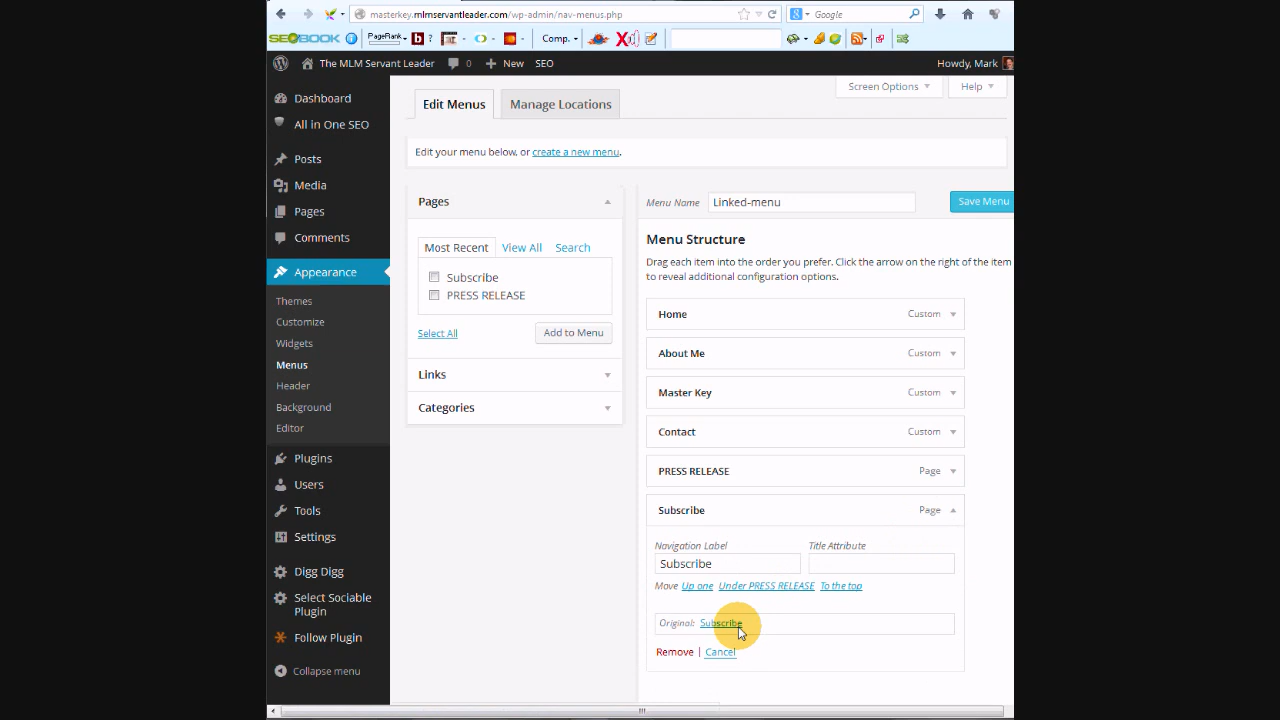 masterkey.mlmservantleader.com/wp-admin/nav-menus.php
Google
SEOBOOK
PageRank
b ?
Comp.
The MLM Servant Leader
0
New
SEO
Howdy, Mark
Dashboard
All in One SEO
Posts
Media
Pages
Comments
Appearance
Themes
Customize
Widgets
Menus
Header
Background
Editor
Plugins
Users
Tools
Settings
Digg Digg
Select Sociable
Plugin
Follow Plugin
Collapse menu
Screen Options
Help
Edit Menus
Manage Locations
Edit your menu below, or create a new menu.
Pages
Most Recent
View All
Search
Subscribe
PRESS RELEASE
Select All
Add to Menu
Links
Categories
Menu Name
Linked-menu
Save Menu
Menu Structure
Drag each item into the order you prefer. Click the arrow on the right of the item
to reveal additional configuration options.
Home
Custom
About Me
Custom
Master Key
Custom
Contact
Custom
PRESS RELEASE
Page
Subscribe
Page
Navigation Label
Title Attribute
Subscribe
Move Up one Under PRESS RELEASE To the top
Original: Subscribe
Remove | Cancel